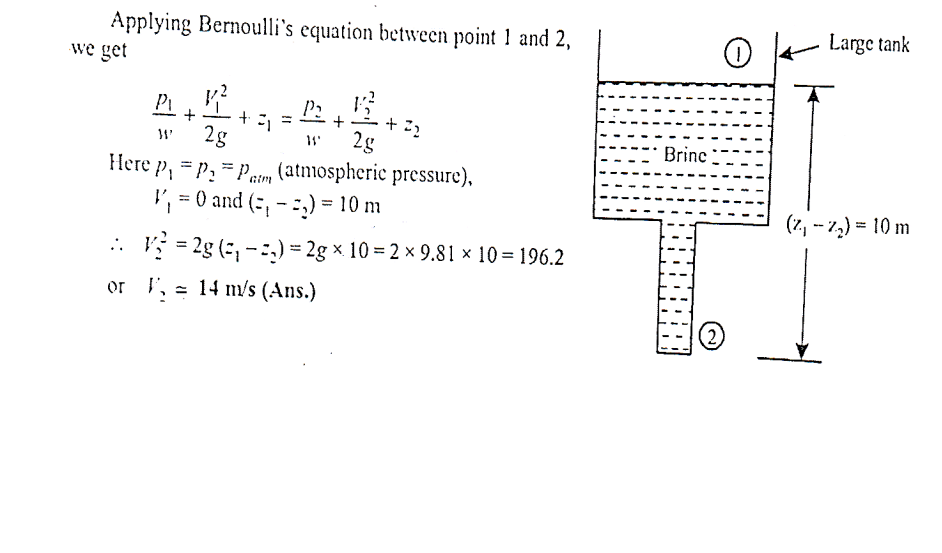 Applying Bernoulli's equation between point 1 and 2,
we get
p₁/w + V₁²/2g + z₁ = p₂/w + V₂²/2g + z₂
Here p₁ = p₂ = pₐₜₘ (atmospheric pressure),
V₁ = 0 and (z₁ – z₂) = 10 m
∴ V₂² = 2g (z₁ – z₂) = 2g × 10 = 2 × 9.81 × 10 = 196.2
or V₂ ≃ 14 m/s (Ans.)
1
Large tank
Brine
(z₁ – z₂) = 10 m
2